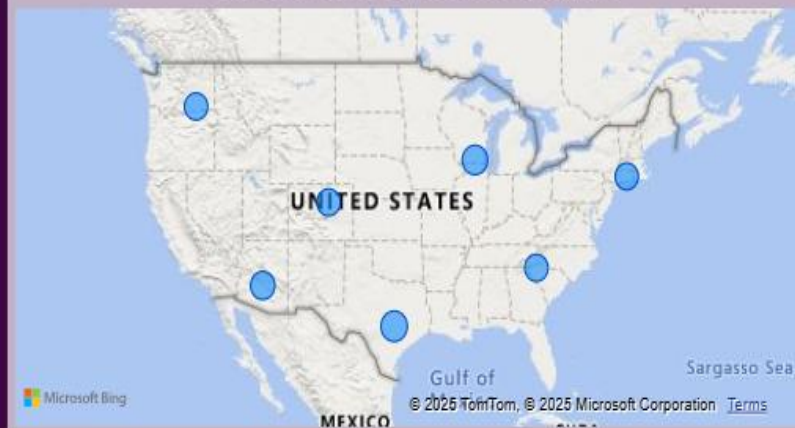 UNITED STATES
Sargasso Sea
Gulf of
Microsoft Bing
© 2025 TomTom, © 2025 Microsoft Corporation Terms
MEXICO